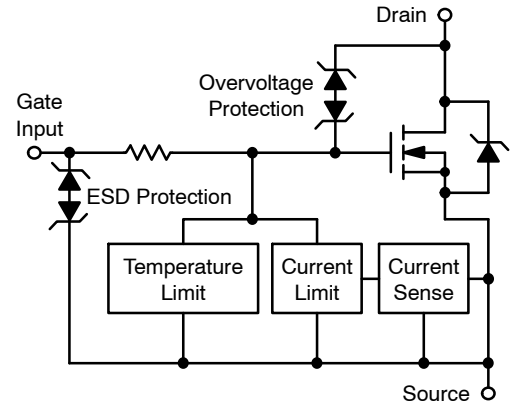 Drain
Overvoltage
Protection
Gate
Input
ESD Protection
Temperature
Limit
Current
Limit
Current
Sense
Source